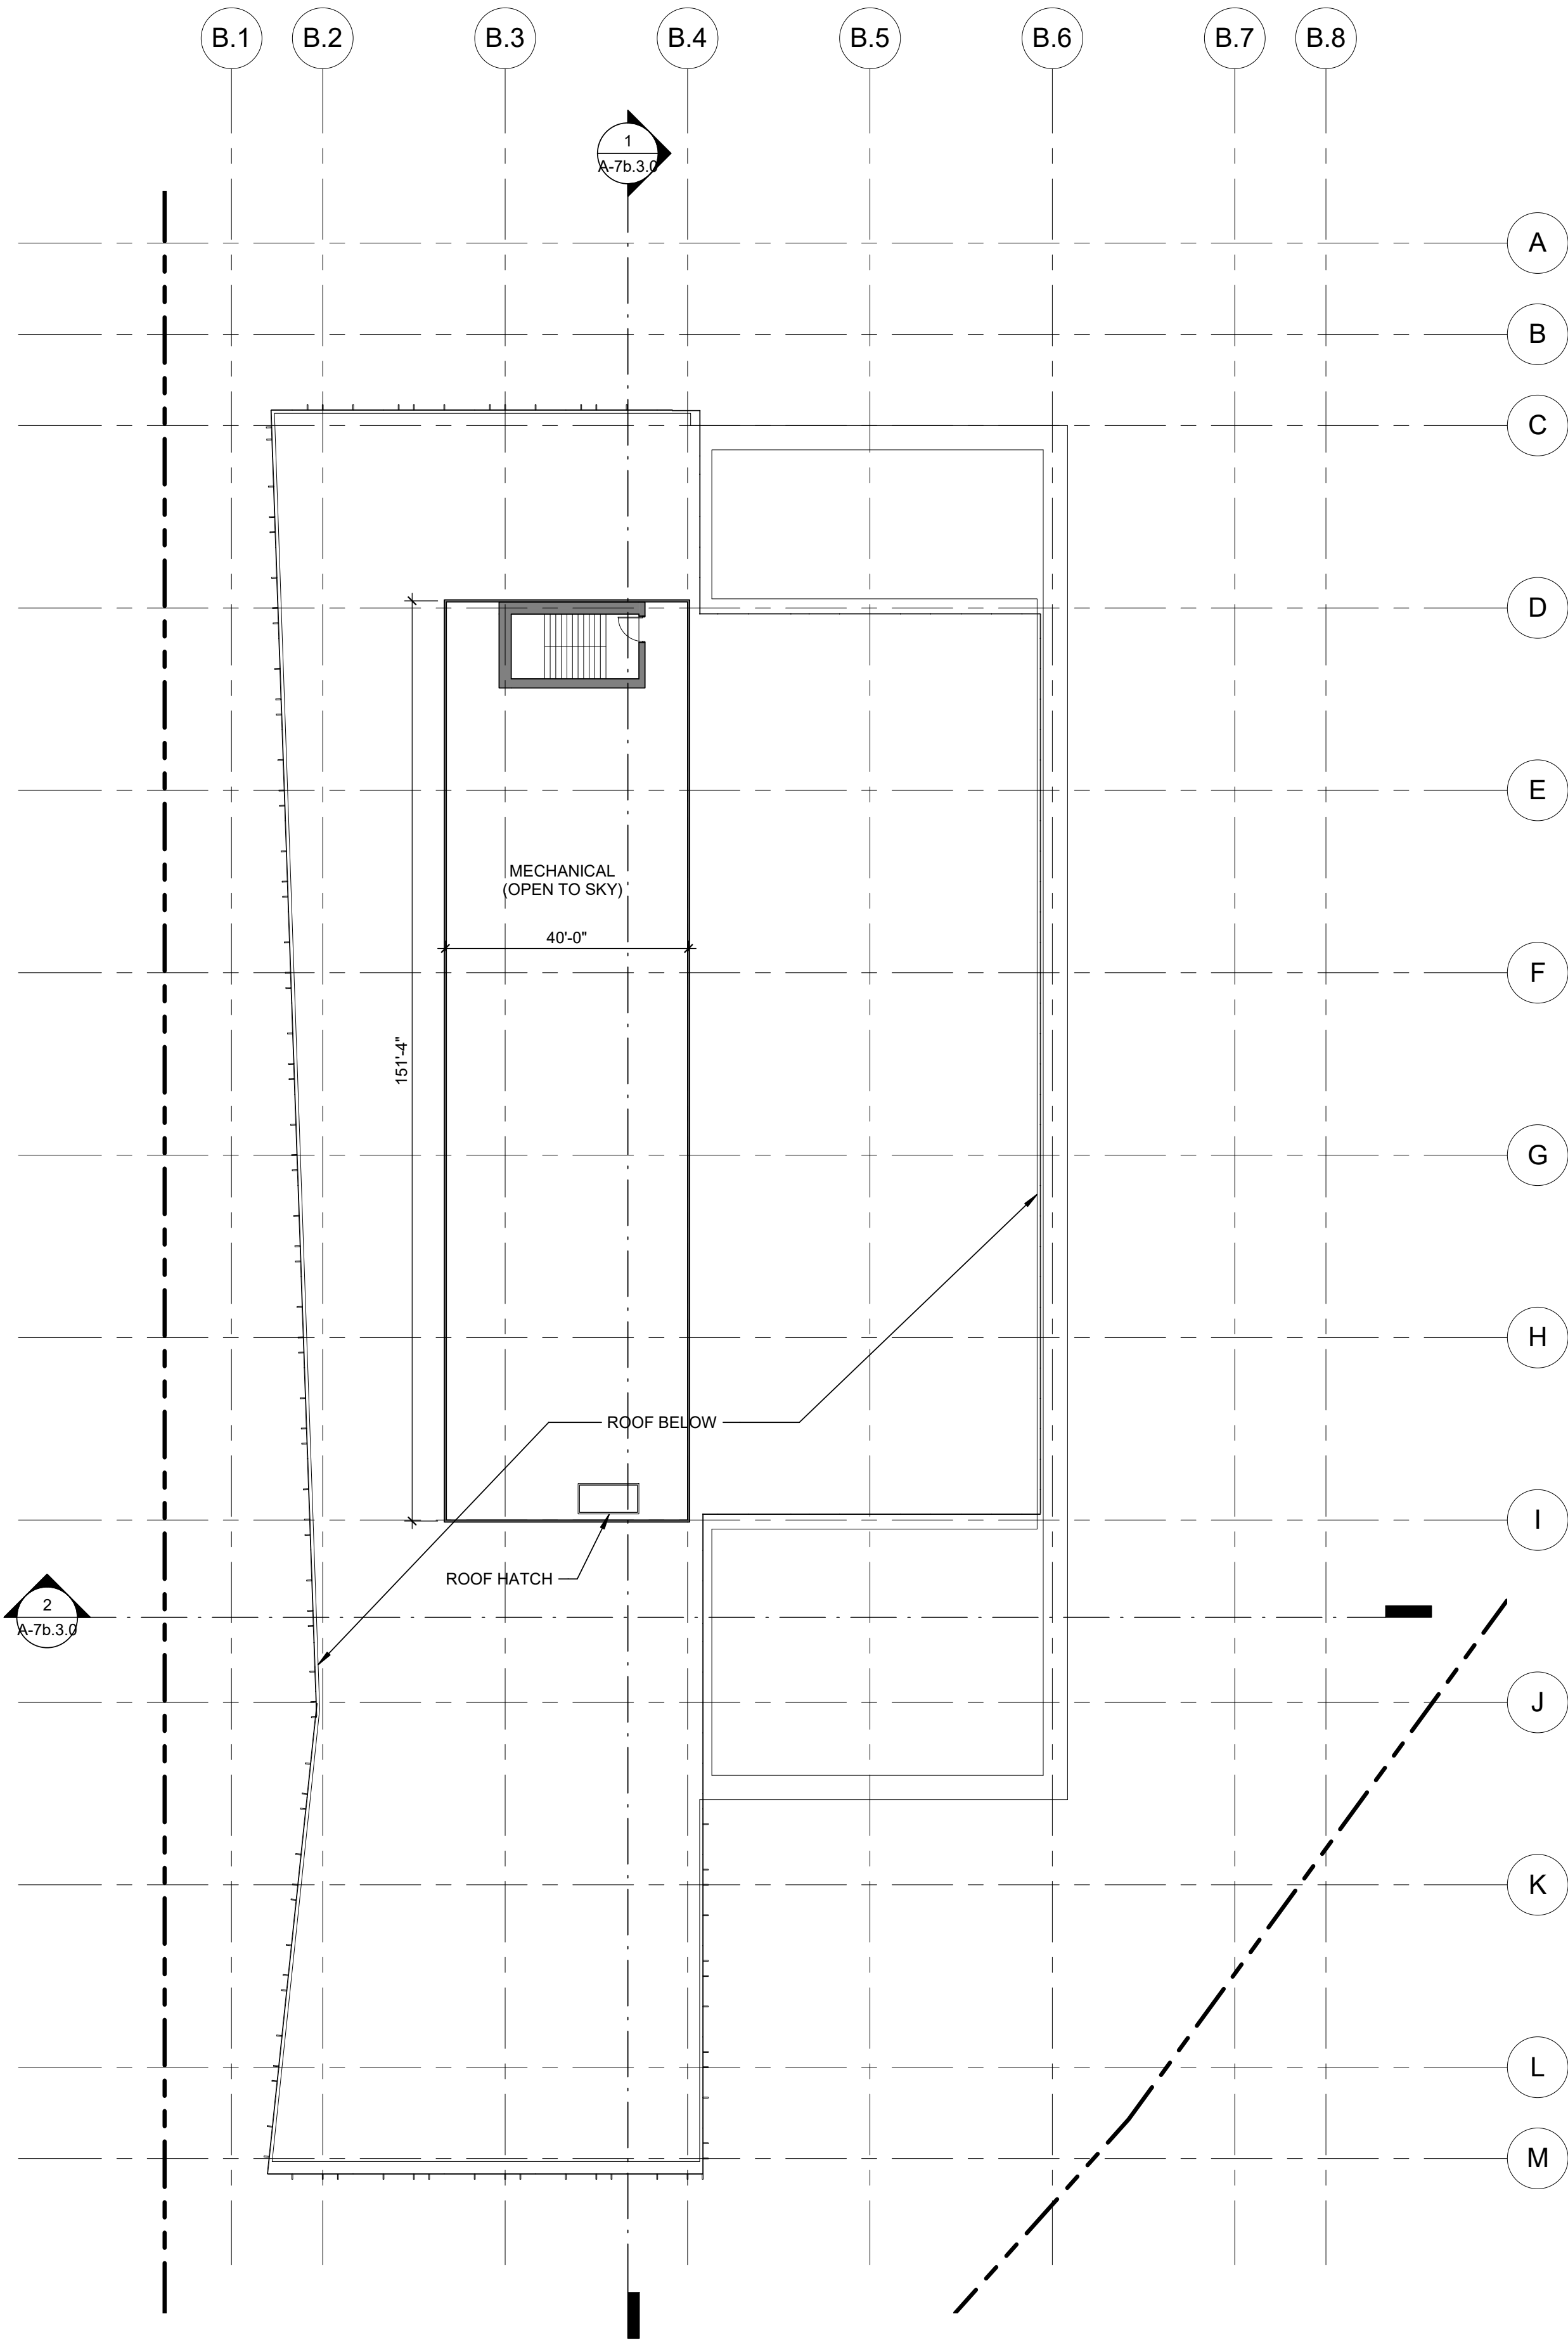 B.1 B.2 B.3 B.4 B.5 B.6 B.7 B.8
1
A-7b.3.0
A
B
C
D
E
MECHANICAL
(OPEN TO SKY)
40'-0"
F
151'-4"
G
H
ROOF BELOW
I
ROOF HATCH
2
A-7b.3.0
J
K
L
M